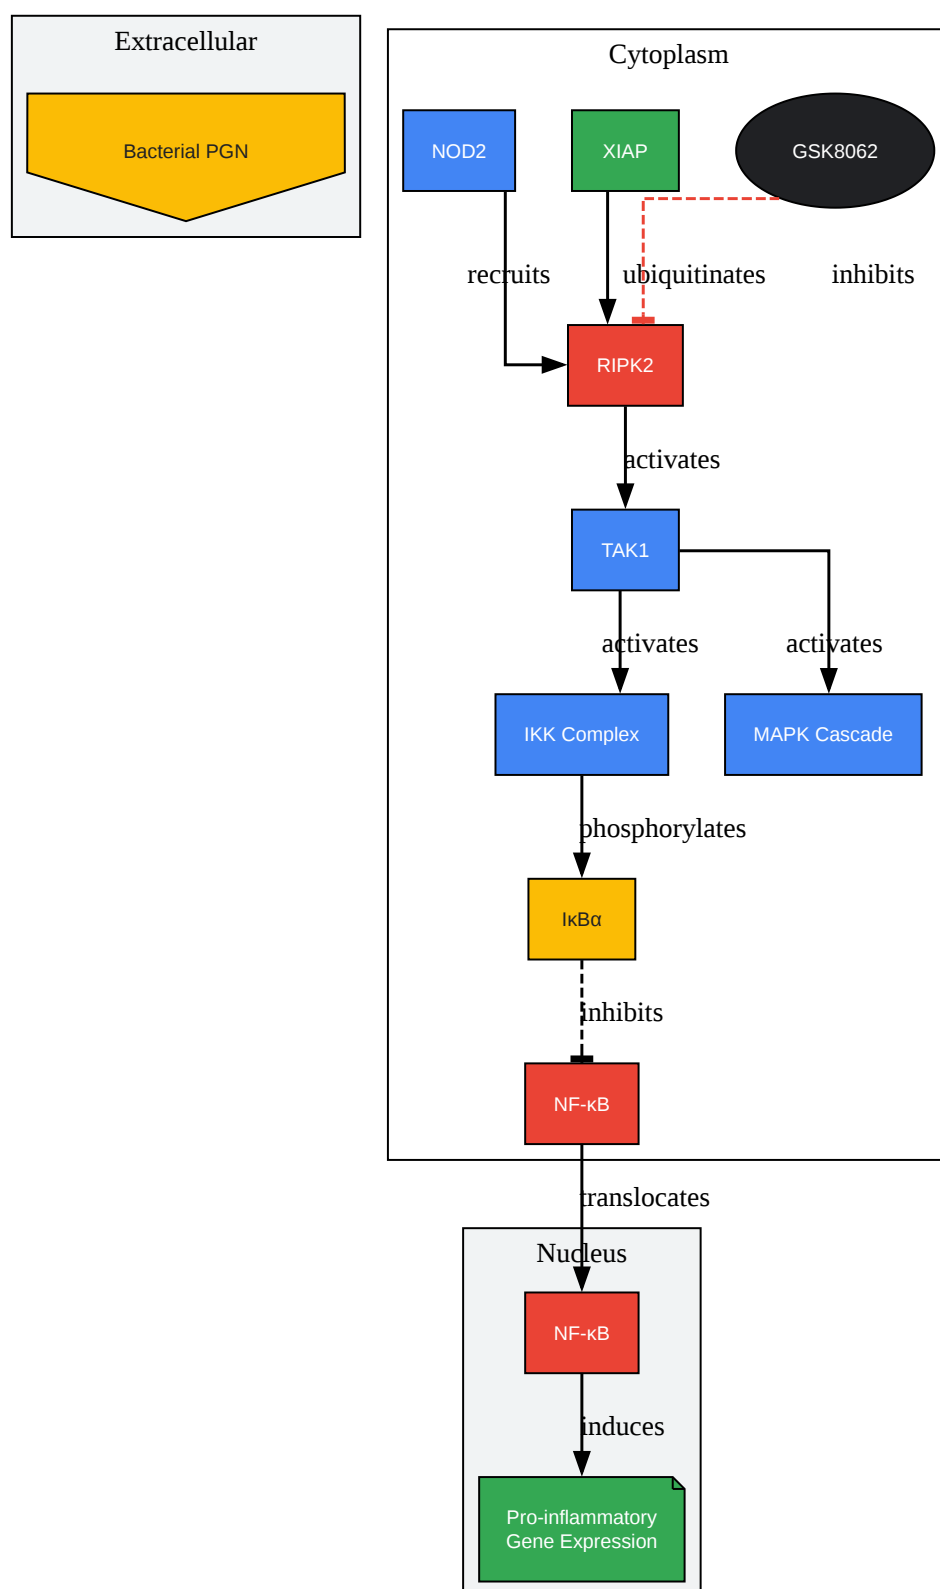 Extracellular
Bacterial PGN
Cytoplasm
NOD2
XIAP
GSK8062
recruits
ubiquitinates
inhibits
RIPK2
activates
TAK1
activates
activates
IKK Complex
MAPK Cascade
phosphorylates
IκBα
inhibits
NF-κB
translocates
Nucleus
NF-κB
induces
Pro-inflammatory
Gene Expression